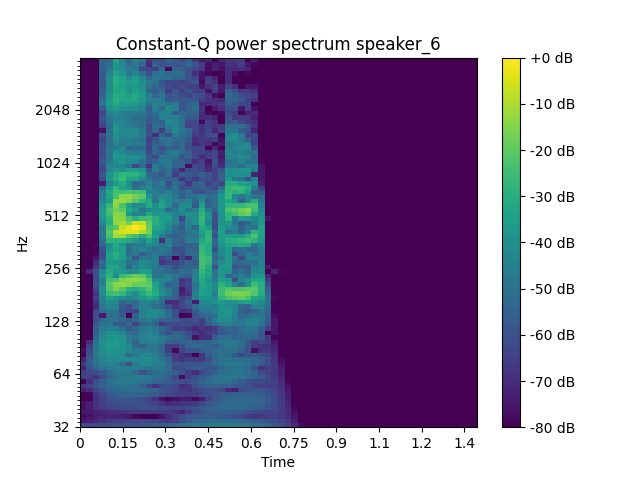 Constant-Q power spectrum speaker_6
Hz
2048
1024
512
256
128
64
32
0 0.15 0.3 0.45 0.6 0.75 0.9 1.1 1.2 1.4
Time
+0 dB
-10 dB
-20 dB
-30 dB
-40 dB
-50 dB
-60 dB
-70 dB
-80 dB